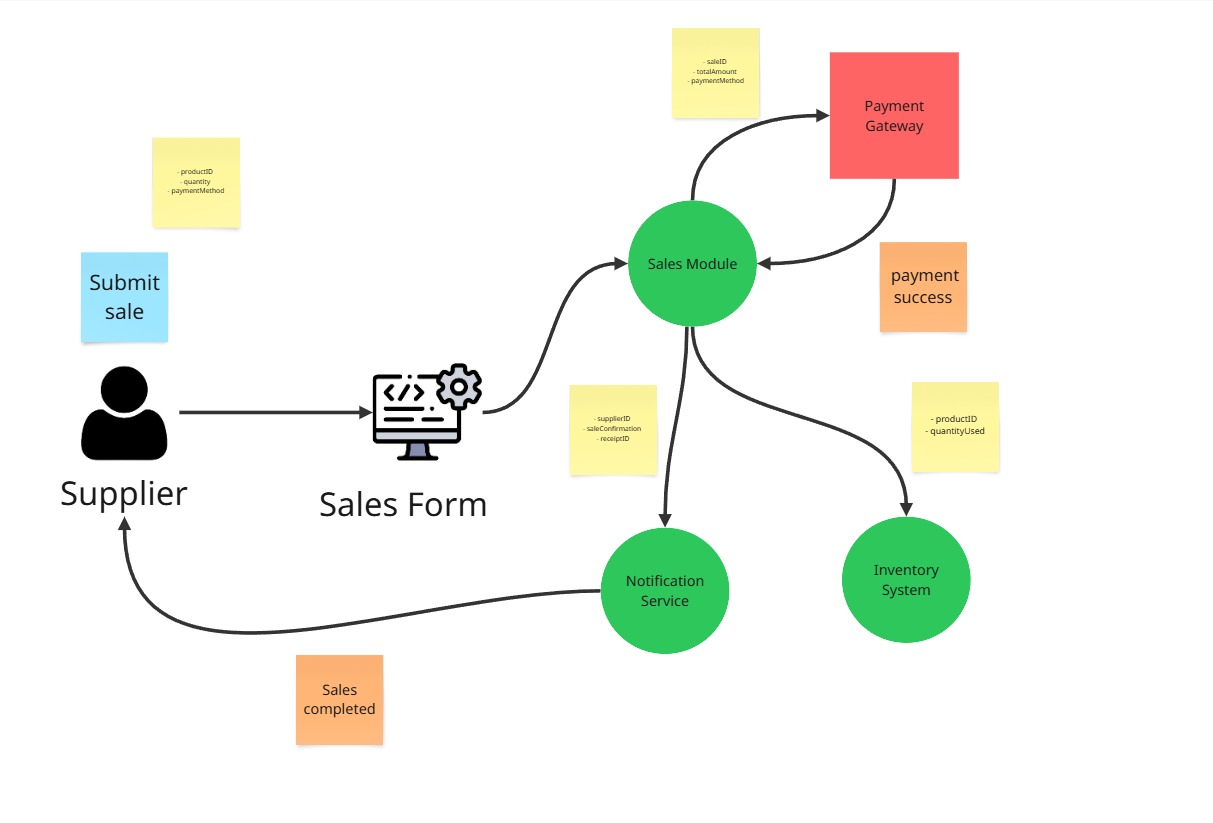 - saleID
- totalAmount
- paymentMethod
Payment
Gateway
- productID
- quantity
- paymentMethod
Submit
sale
Sales Module
payment
success
- supplierID
- saleConfirmation
- receiptID
- productID
- quantityUsed
Supplier
Sales Form
Notification
Service
Inventory
System
Sales
completed